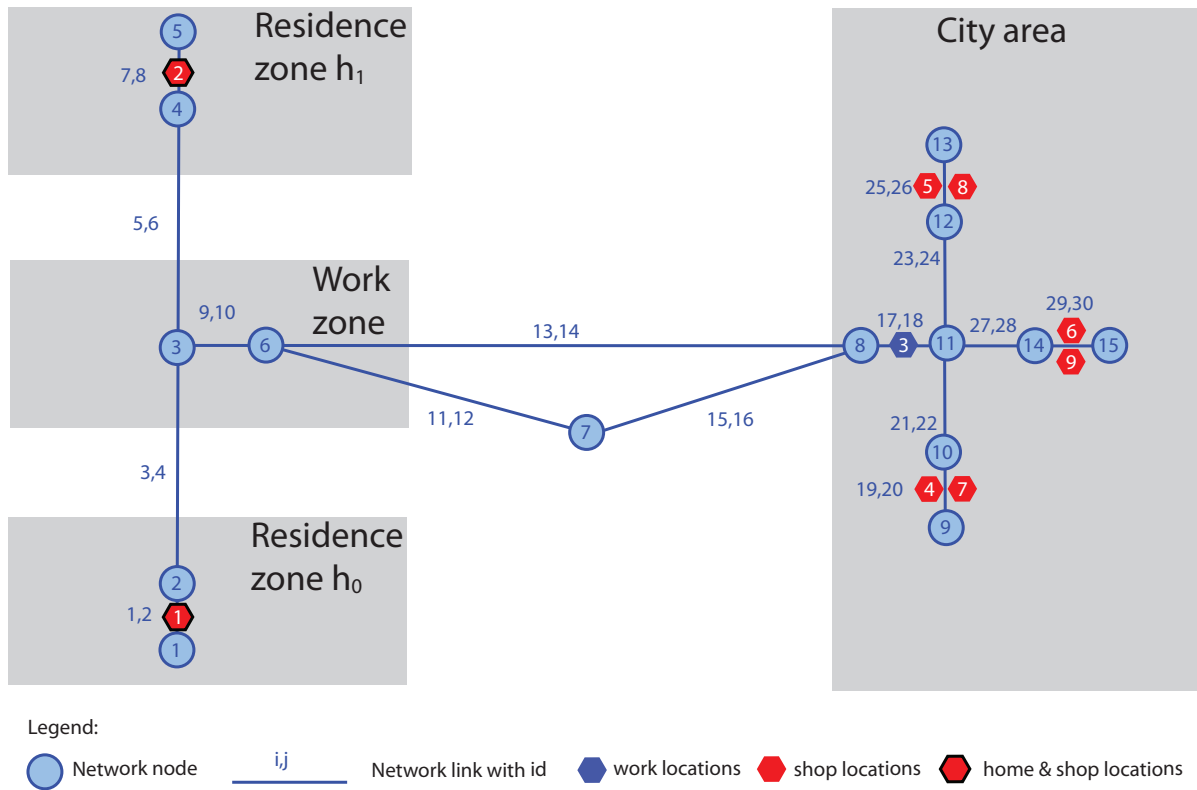 Residence
zone h₁
5
7,8
2
4
5,6
Work
zone
9,10
3
6
13,14
11,12
7
15,16
3,4
Residence
zone h₀
2
1,2
1
1
City area
13
25,26
5
8
12
23,24
17,18
8
3
11
27,28
14
29,30
6
15
9
21,22
10
19,20
4
7
9
Legend:
Network node
i,j
Network link with id
work locations
shop locations
home & shop locations